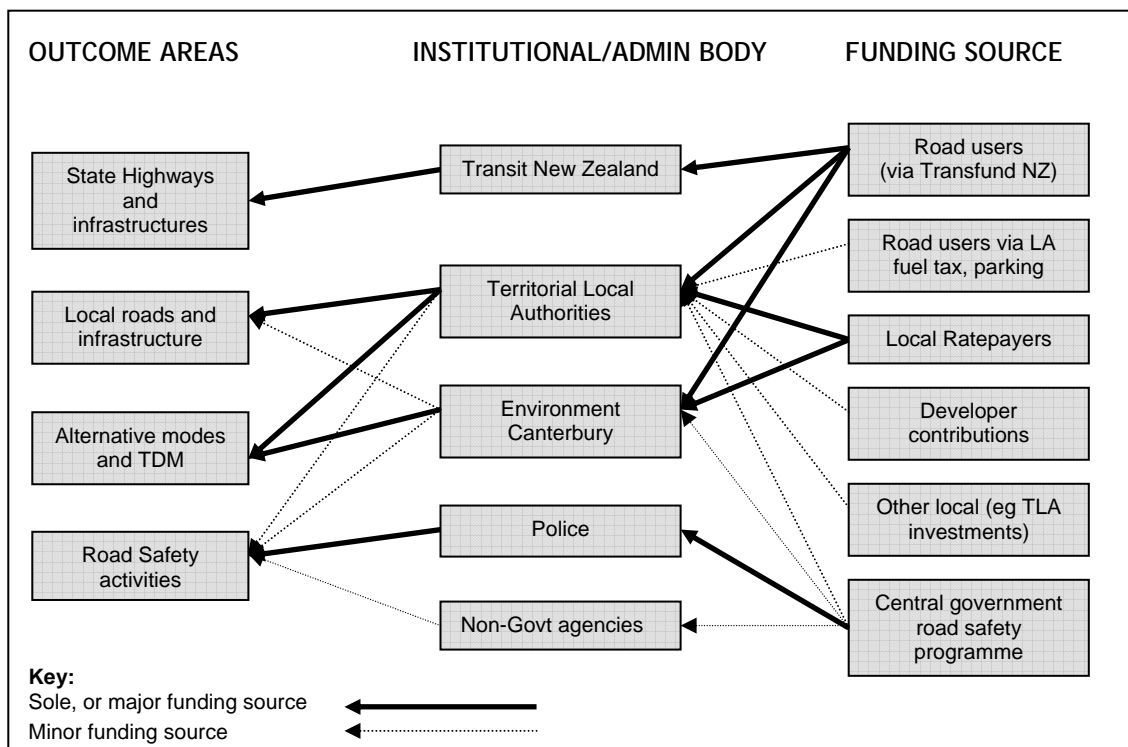 OUTCOME AREAS
INSTITUTIONAL/ADMIN BODY
FUNDING SOURCE
State Highways
and
infrastructures
Local roads and
infrastructure
Alternative modes
and TDM
Road Safety
activities
Transit New Zealand
Territorial Local
Authorities
Environment
Canterbury
Police
Non-Govt agencies
Road users
(via Transfund NZ)
Road users via LA
fuel tax, parking
Local Ratepayers
Developer
contributions
Other local (eg TLA
investments)
Central government
road safety
programme
Key:
Sole, or major funding source
Minor funding source